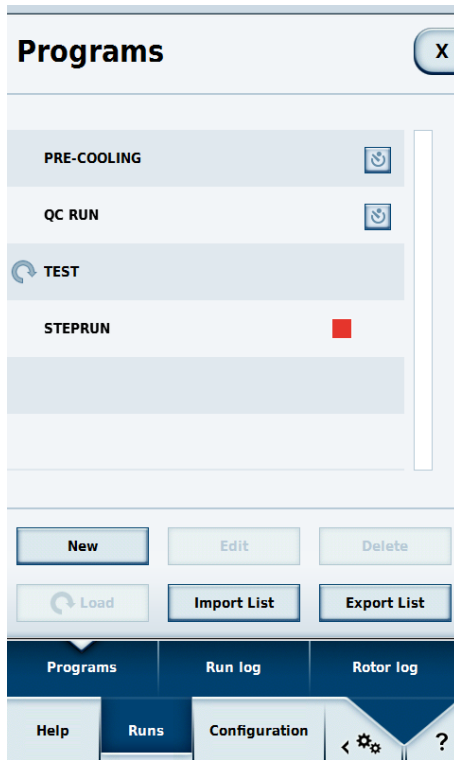 Programs
X
PRE-COOLING
QC RUN
TEST
STEPRUN
New Edit Delete
Load Import List Export List
Programs Run log Rotor log
Help Runs Configuration ?